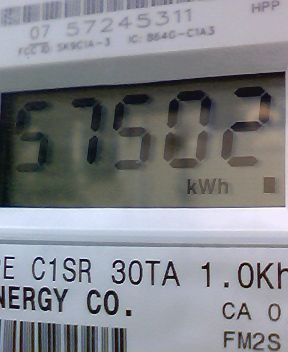 HPP
07 57245311
FCC ID: SK9C1A-3 IC: 864G-C1A3
57502
kWh
PE C1SR 30TA 1.0Kh
NERGY CO.
CA 0
FM2S